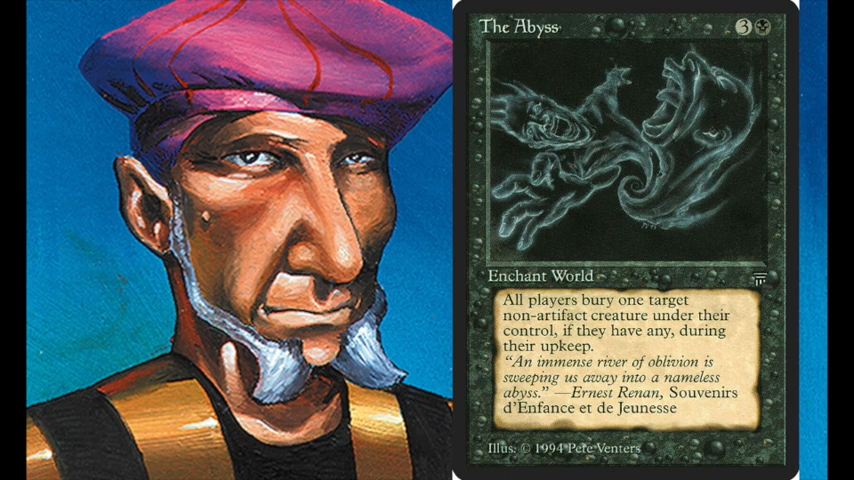 The Abyss 3
Enchant World
All players bury one target
non-artifact creature under their
control, if they have any, during
their upkeep.
“An immense river of oblivion is
sweeping us away into a nameless
abyss.” —Ernest Renan, Souvenirs
d’Enfance et de Jeunesse
Illus. © 1994 Pete Venters